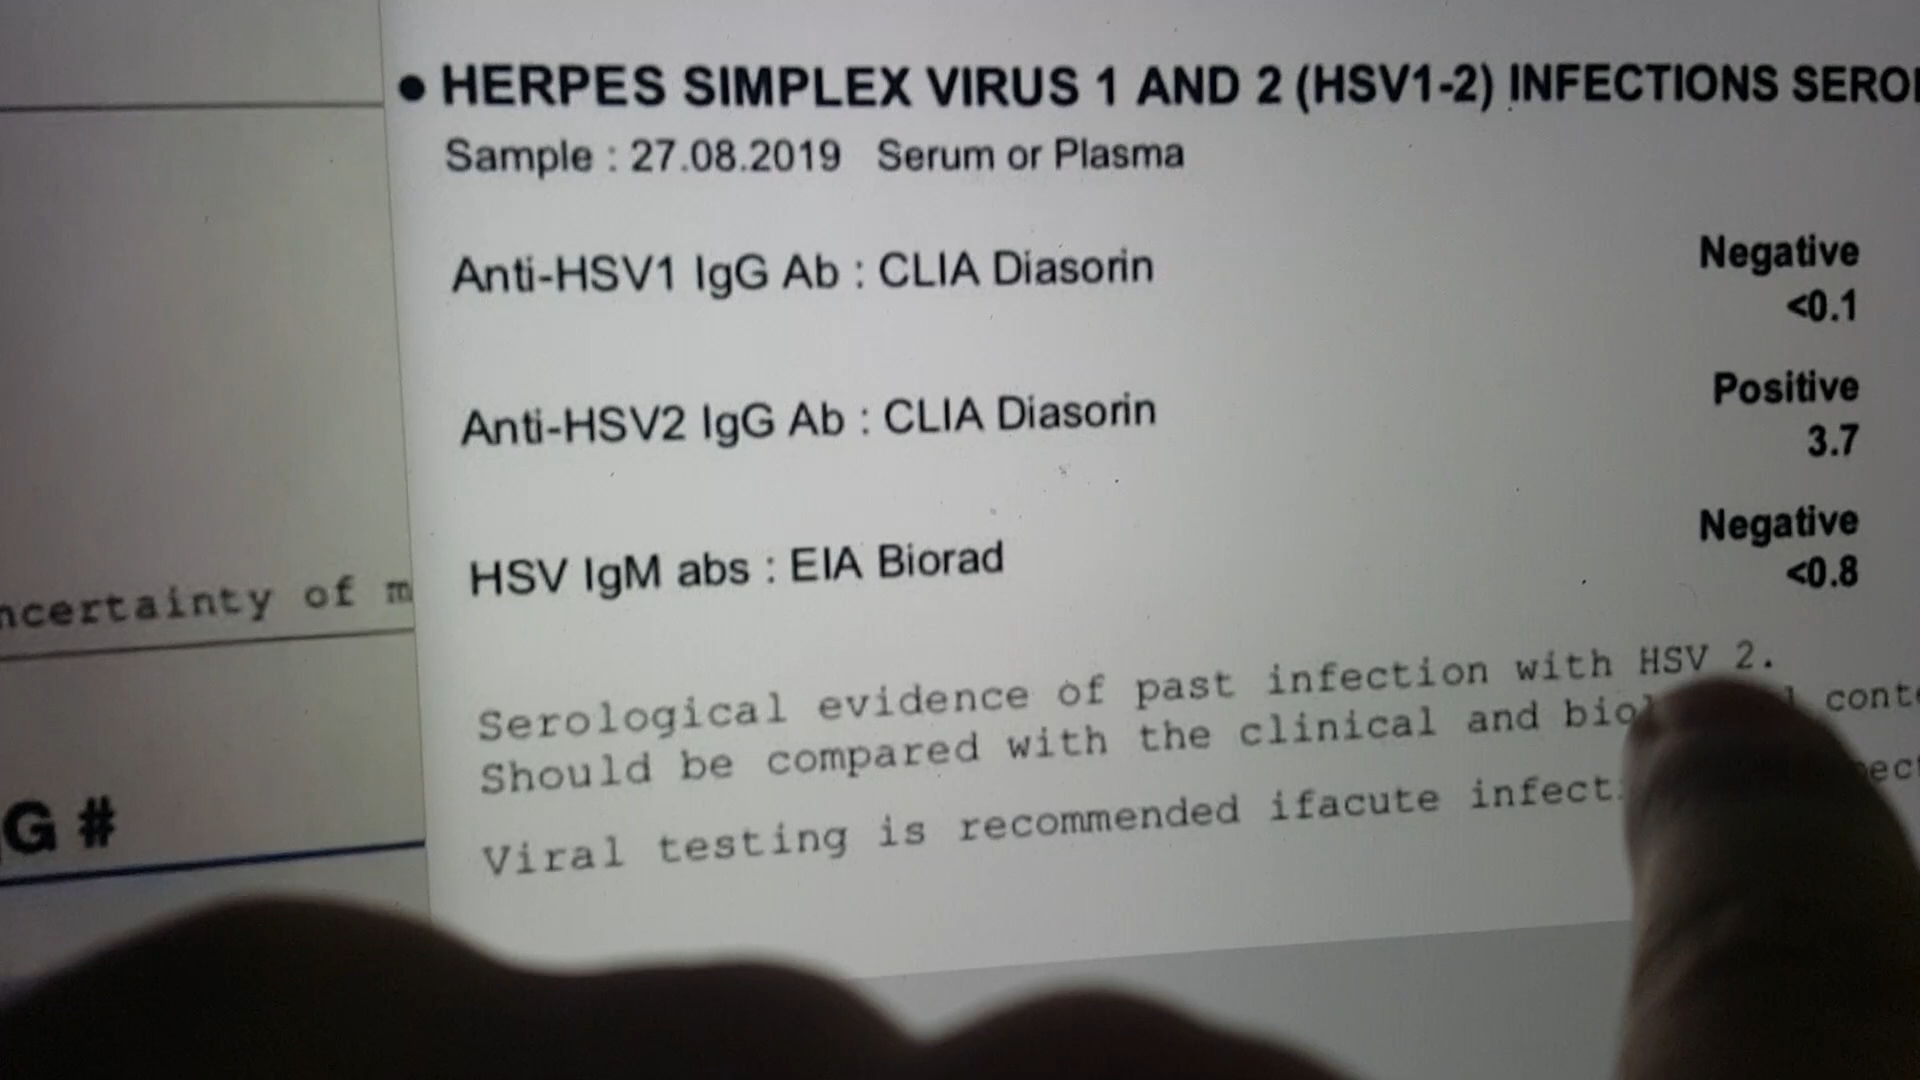 ● HERPES SIMPLEX VIRUS 1 AND 2 (HSV1-2) INFECTIONS
Sample : 27.08.2019 Serum or Plasma
Anti-HSV1 IgG Ab : CLIA Diasorin Negative
<0.1
Anti-HSV2 IgG Ab : CLIA Diasorin Positive
3.7
HSV IgM abs : EIA Biorad Negative
<0.8
of
Serological evidence of past infection with HSV 2.
Should be compared with the clinical and
Viral testing is recommended ifacute
G #